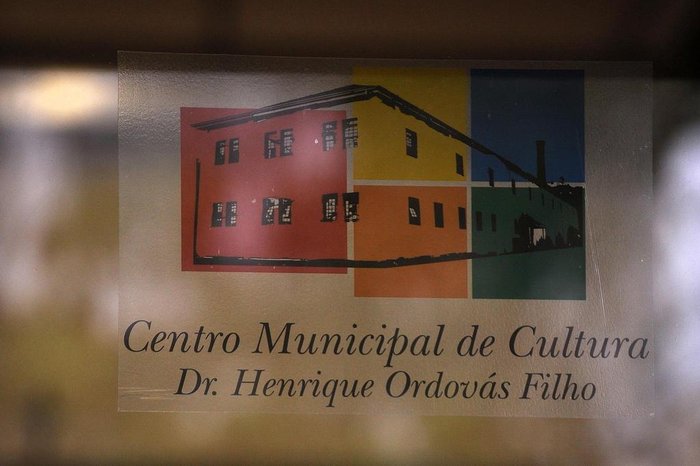 Centro Municipal de Cultura
Dr. Henrique Ordovás Filho